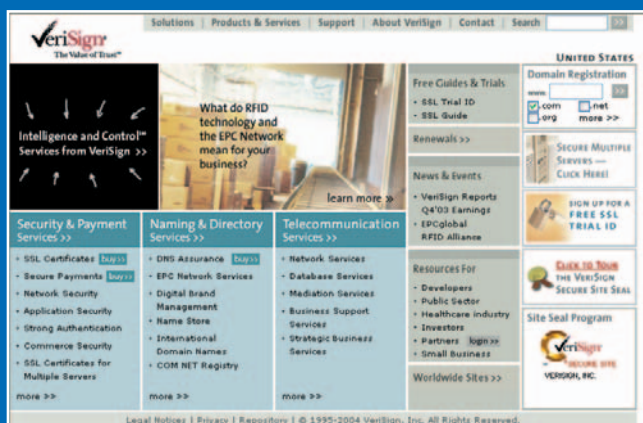 Solutions | Products & Services | Support | About VeriSign | Contact | Search >>
VeriSign®
The Value of Trust™
UNITED STATES
Intelligence and Control℠
Services from VeriSign >>
What do RFID
technology and
the EPC Network
mean for your
business?
learn more »
Free Guides & Trials
• SSL Trial ID
• SSL Guide
Renewals >>
News & Events
• VeriSign Reports
Q4'03 Earnings
• EPCglobal
RFID Alliance
Resources For
• Developers
• Public Sector
• Healthcare industry
• Investors
• Partners login >>
• Small Business
Worldwide Sites >>
Domain Registration
www. >>
.com .net
.org more >>
SECURE MULTIPLE
SERVERS —
CLICK HERE!
SIGN UP FOR A
FREE SSL
TRIAL ID
CLICK TO TOUR
THE VERISIGN
SECURE SITE SEAL
Site Seal Program
VeriSign
SECURE SITE
VERISIGN, INC.
Security & Payment
Services >>
• SSL Certificates buy>>
• Secure Payments buy>>
• Network Security
• Application Security
• Strong Authentication
• Commerce Security
• SSL Certificates for
Multiple Servers
more >>
Naming & Directory
Services >>
• DNS Assurance buy>>
• EPC Network Services
• Digital Brand
Management
• Name Store
• International
Domain Names
• COM NET Registry
more >>
Telecommunication
Services >>
• Network Services
• Database Services
• Mediation Services
• Business Support
Services
• Strategic Business
Services
more >>
Legal Notices | Privacy | Repository | © 1995-2004 VeriSign, Inc. All Rights Reserved.